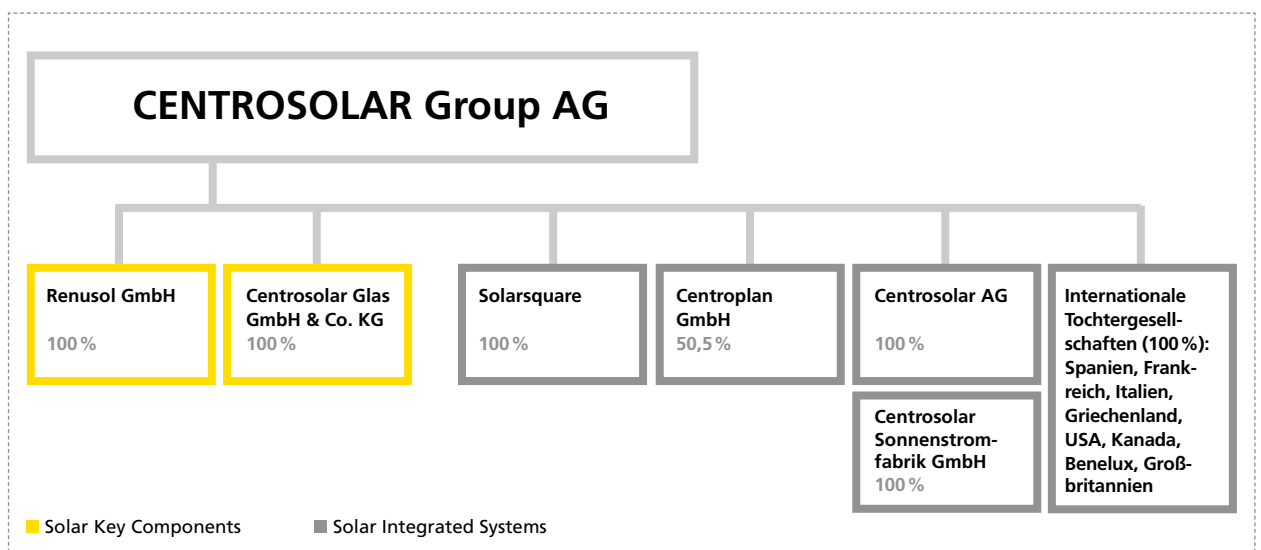 CENTROSOLAR Group AG
Renusol GmbH
100 %
Centrosolar Glas
GmbH & Co. KG
100 %
Solarsquare
100 %
Centroplan
GmbH
50,5 %
Centrosolar AG
100 %
Centrosolar
Sonnenstrom-
fabrik GmbH
100 %
Internationale
Tochtergesell-
schaften (100 %):
Spanien, Frank-
reich, Italien,
Griechenland,
USA, Kanada,
Benelux, Groß-
britannien
Solar Key Components
Solar Integrated Systems